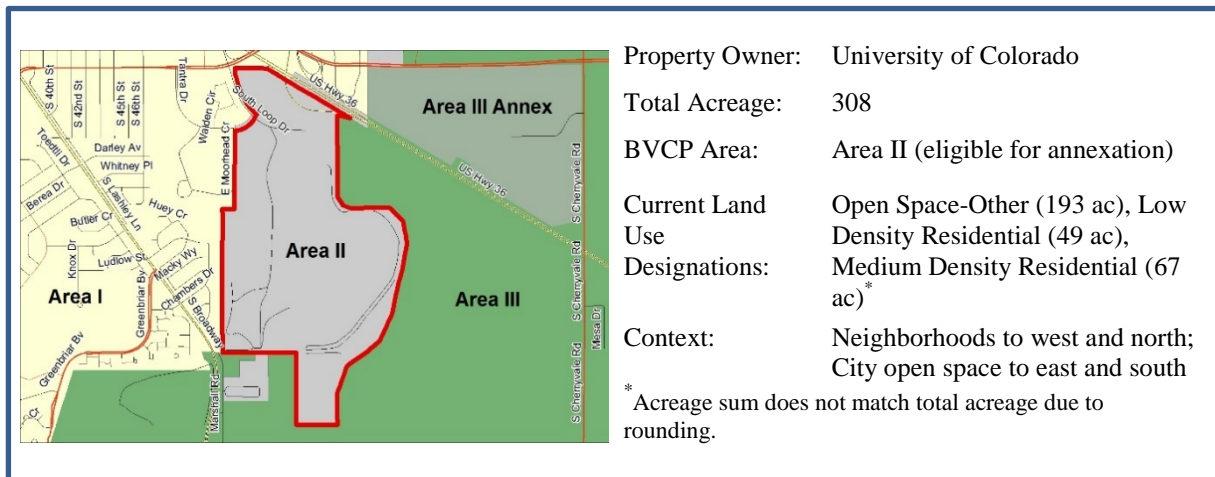 S 40th St
S 42nd St
S 45th St
S 46th St
Tantra Dr
Toedtli Dr
Darley Av
Whitney Pl
Walden Cir
South Loop Dr
E Moorhead Cr
US Hwy 36
Area III Annex
US Hwy 36
S Cherryvale Rd
Berea Dr
S Lashley Ln
Huey Cr
Butler Cr
Knox Dr
Ludlow St
Macky Wy
Chambers Dr
Area I
Area II
Area III
Greenbriar Bv
Greenbriar Bv
S Broadway
S Cherryvale Rd
Mesa Dr
Marshall Rd
S Cherryvale Rd
Cr
Property Owner: University of Colorado
Total Acreage: 308
BVCP Area: Area II (eligible for annexation)
Current Land Open Space-Other (193 ac), Low
Use Density Residential (49 ac),
Designations: Medium Density Residential (67
ac)*
Context: Neighborhoods to west and north;
City open space to east and south
*Acreage sum does not match total acreage due to
rounding.